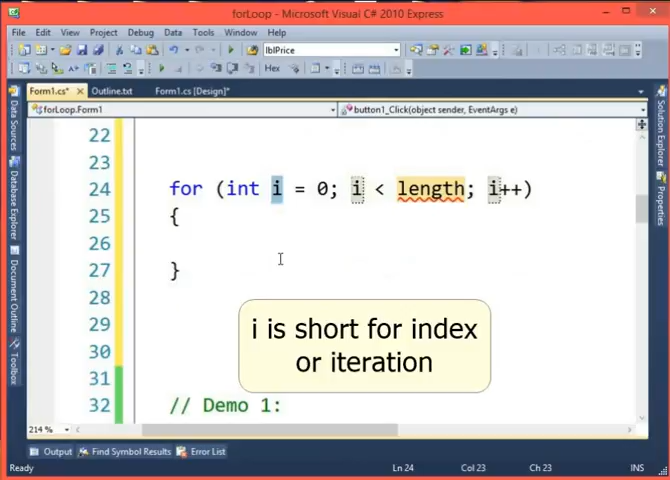 forLoop - Microsoft Visual C# 2010 Express
File Edit View Project Debug Data Tools Window Help
lblPrice
Hex
Form1.cs* Outline.txt Form1.cs [Design]*
forLoop.Form1 button1_Click(object sender, EventArgs e)
22
23
24 for (int i = 0; i < length; i++)
25 {
26
27 }
28
29
30
31
32 // Demo 1:
i is short for index
or iteration
Data Sources
Database Explorer
Document Outline
Toolbox
Solution Explorer
Properties
214 %
Output Find Symbol Results Error List
Ready Ln 24 Col 23 Ch 23 INS